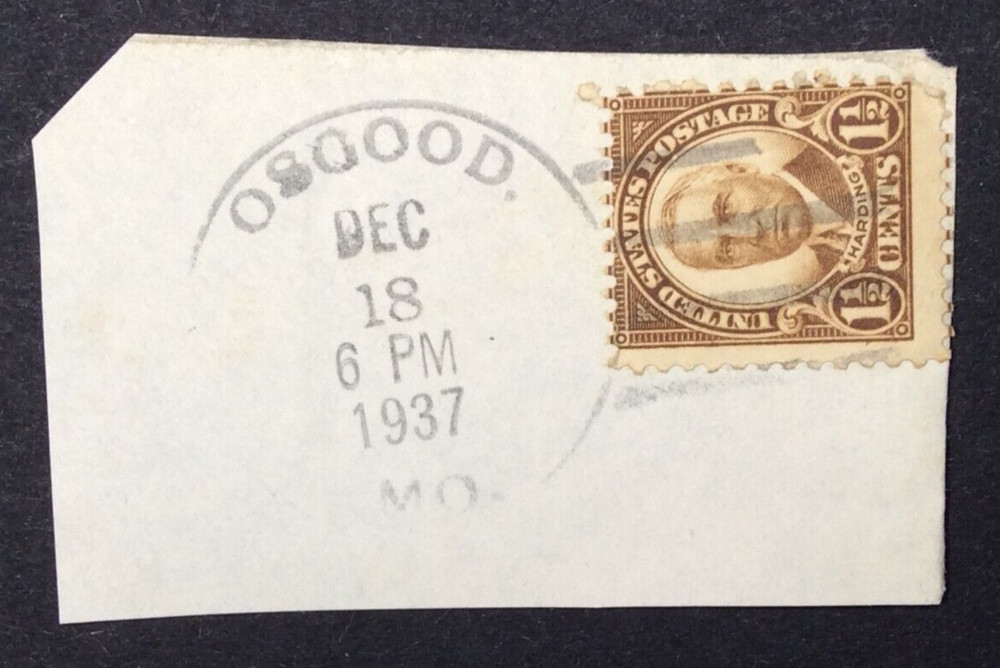 OSGOOD.
DEC
18
6 PM
1937
MO.
UNITED STATES POSTAGE
HARDING
1½ CENTS 1½